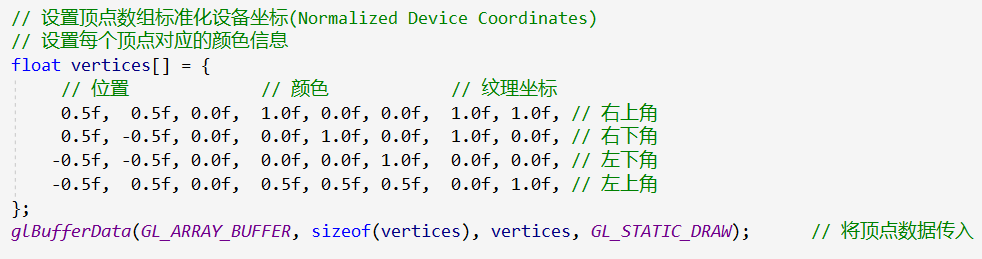 // 设置顶点数组标准化设备坐标(Normalized Device Coordinates)
// 设置每个顶点对应的颜色信息
float vertices[] = {
    // 位置           // 颜色           // 纹理坐标
     0.5f,  0.5f, 0.0f,  1.0f, 0.0f, 0.0f,  1.0f, 1.0f, // 右上角
     0.5f, -0.5f, 0.0f,  0.0f, 1.0f, 0.0f,  1.0f, 0.0f, // 右下角
    -0.5f, -0.5f, 0.0f,  0.0f, 0.0f, 1.0f,  0.0f, 0.0f, // 左下角
    -0.5f,  0.5f, 0.0f,  0.5f, 0.5f, 0.5f,  0.0f, 1.0f, // 左上角
};
glBufferData(GL_ARRAY_BUFFER, sizeof(vertices), vertices, GL_STATIC_DRAW);      // 将顶点数据传入